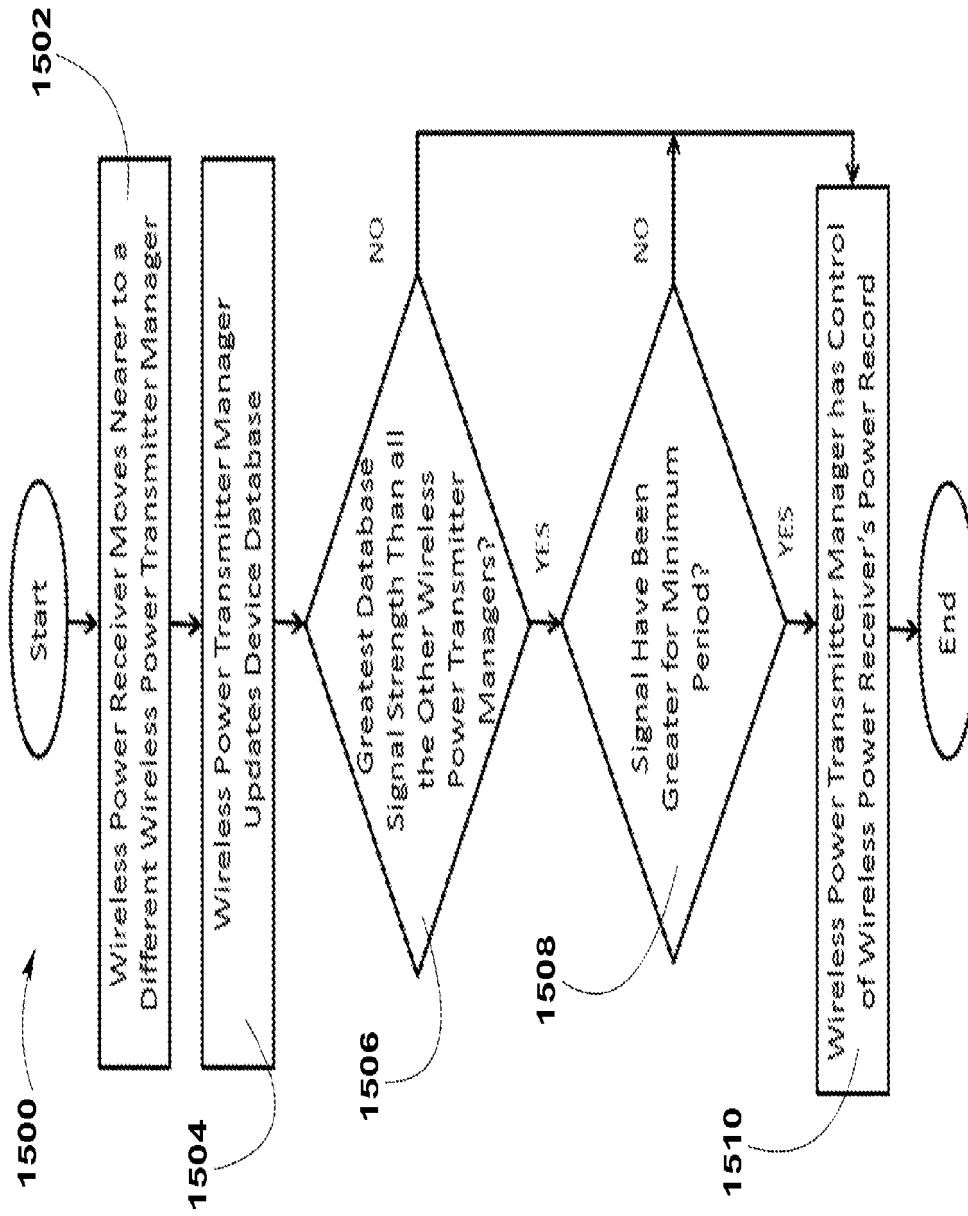 1500
Start
1502
Wireless Power Receiver Moves Nearer to a
Different Wireless Power Transmitter Manager
1504
Wireless Power Transmitter Manager
Updates Device Database
1506
Greatest Database
Signal Strength Than all
the Other Wireless
Power Transmitter
Managers?
NO
YES
1508
Signal Have Been
Greater for Minimum
Period?
NO
YES
1510
Wireless Power Transmitter Manager has Control
of Wireless Power Receiver's Power Record
End